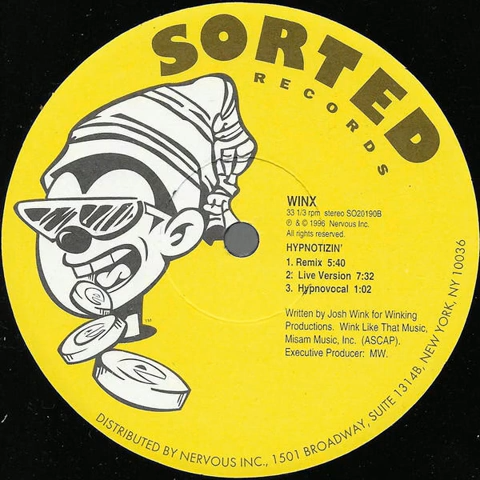 SORTED
RECORDS
WINX
33 1/3 rpm stereo SO20190B
℗ & © 1996 Nervous Inc.
All rights reserved.
HYPNOTIZIN'
1. Remix 5:40
2: Live Version 7:32
3. Hypnovocal 1:02
Written by Josh Wink for Winking
Productions. Wink Like That Music,
Misam Music, Inc. (ASCAP).
Executive Producer: MW.
TM
DISTRIBUTED BY NERVOUS INC., 1501 BROADWAY, SUITE 1314B, NEW YORK, NY 10036